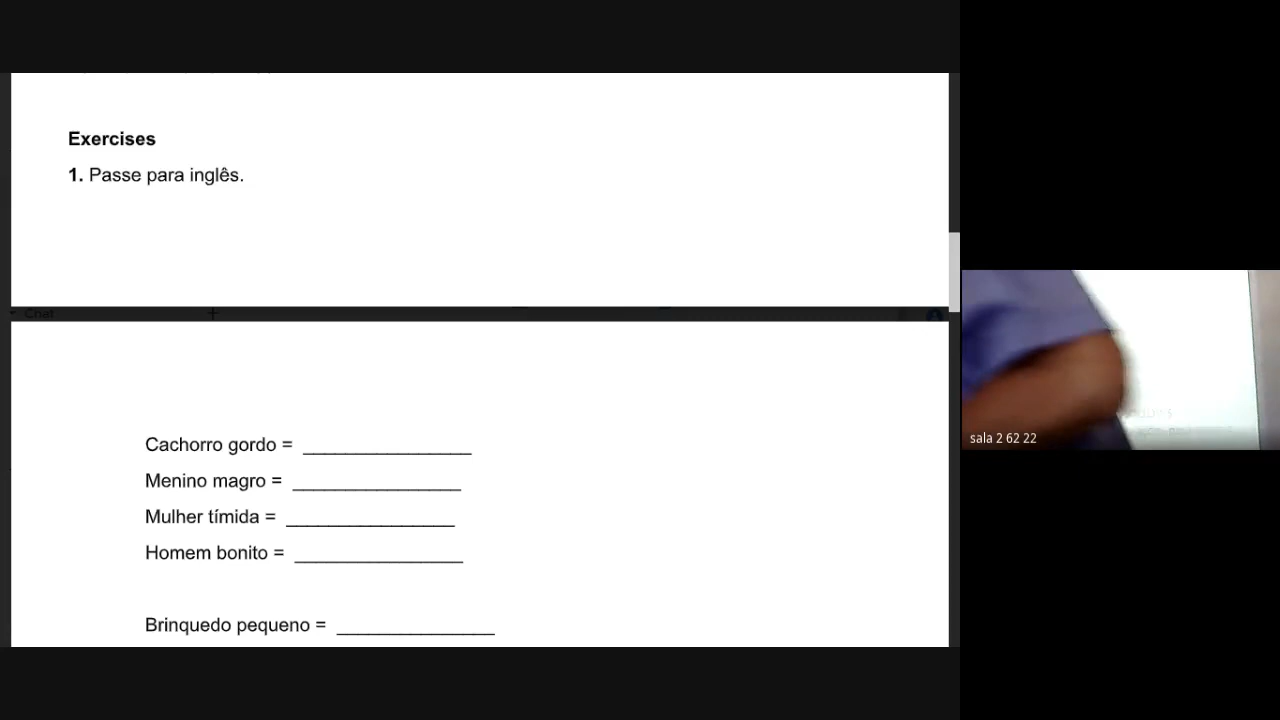 Exercises
1. Passe para inglês.
Chat
Cachorro gordo = ________________
Menino magro = ________________
Mulher tímida = ________________
Homem bonito = ________________
Brinquedo pequeno = _______________
sala 2 62 22